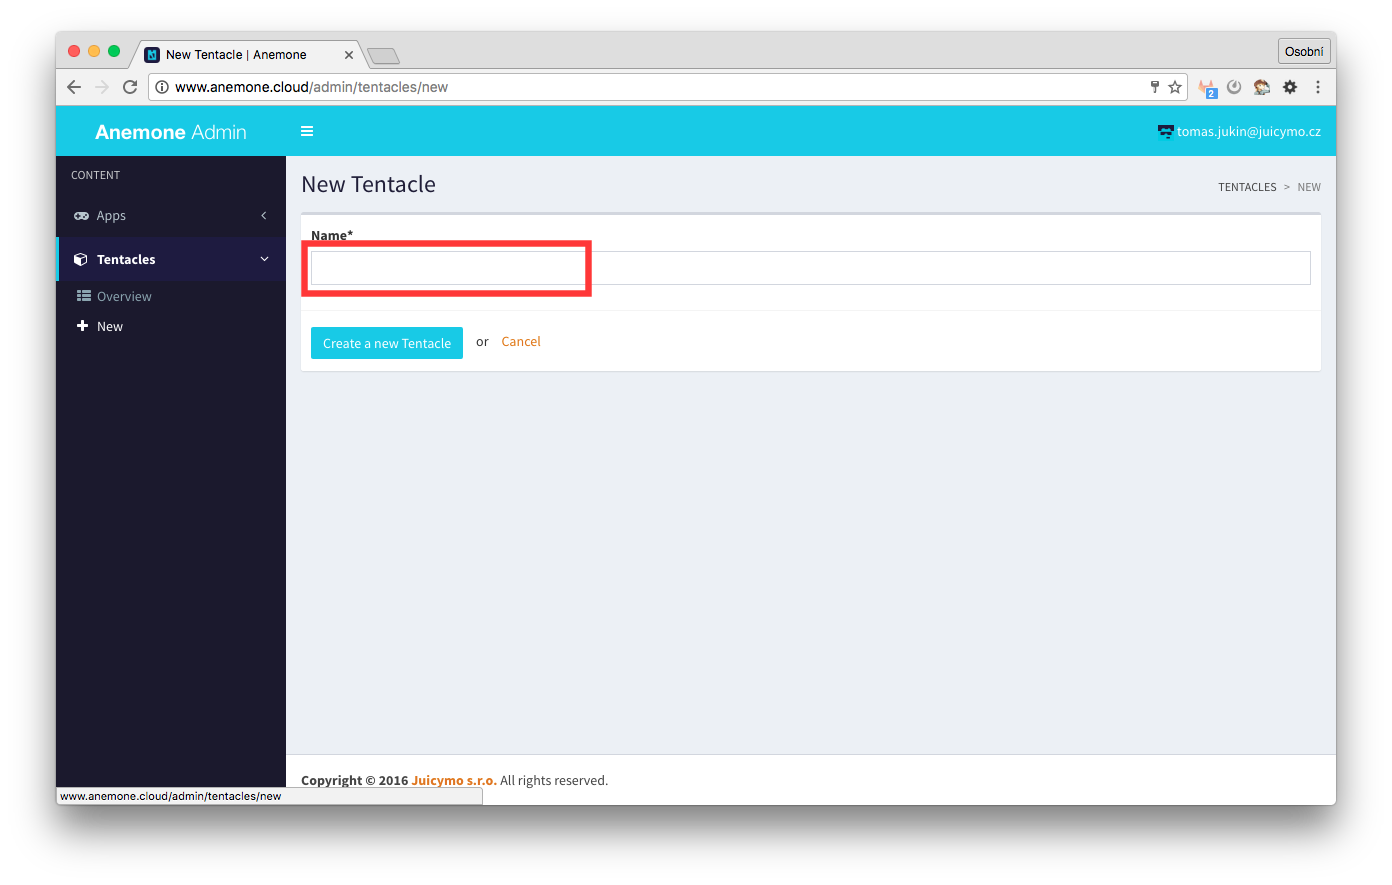 New Tentacle | Anemone
Osobní
www.anemone.cloud/admin/tentacles/new
2
Anemone Admin
tomas.jukin@juicymo.cz
CONTENT
Apps
Tentacles
Overview
New
New Tentacle
TENTACLES > NEW
Name*
Create a new Tentacle or Cancel
Copyright © 2016 Juicymo s.r.o. All rights reserved.
www.anemone.cloud/admin/tentacles/new